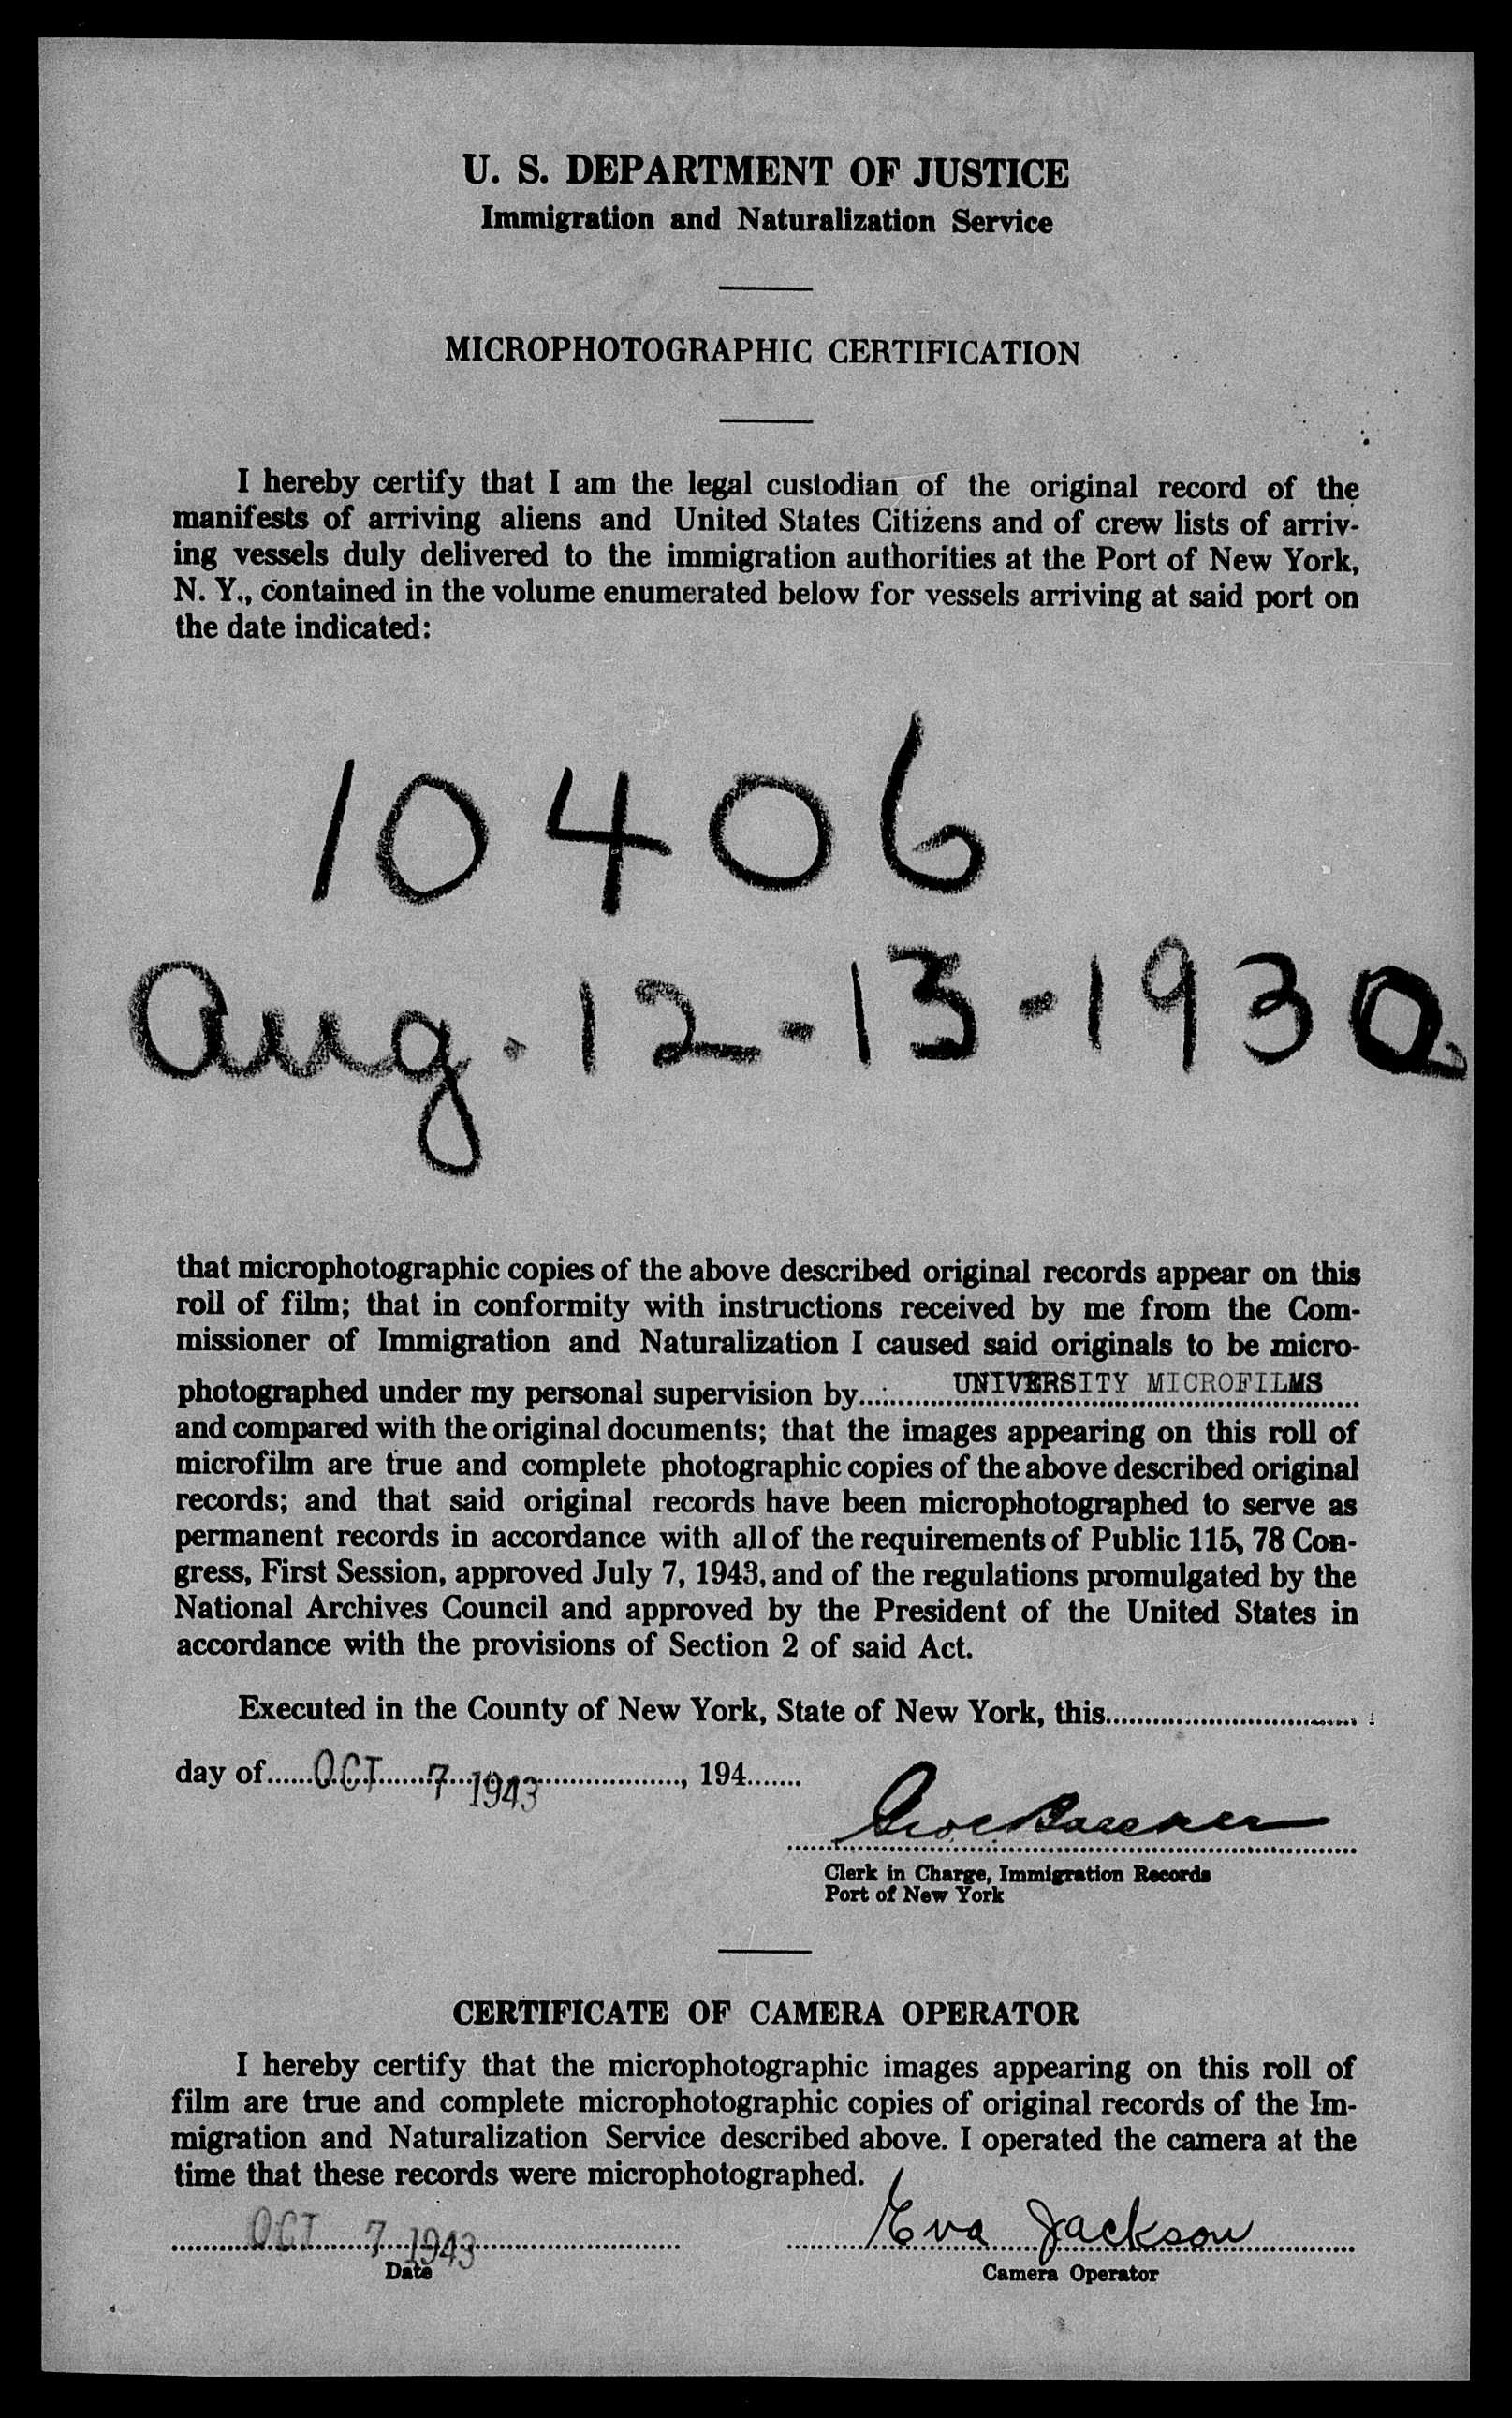 U. S. DEPARTMENT OF JUSTICE
Immigration and Naturalization Service
MICROPHOTOGRAPHIC CERTIFICATION
I hereby certify that I am the legal custodian of the original record of the
manifests of arriving aliens and United States Citizens and of crew lists of arriv-
ing vessels duly delivered to the immigration authorities at the Port of New York,
N. Y., contained in the volume enumerated below for vessels arriving at said port on
the date indicated:
10406
Aug. 12-13-1930
that microphotographic copies of the above described original records appear on this
roll of film; that in conformity with instructions received by me from the Com-
missioner of Immigration and Naturalization I caused said originals to be micro-
photographed under my personal supervision by UNIVERSITY MICROFILMS
and compared with the original documents; that the images appearing on this roll of
microfilm are true and complete photographic copies of the above described original
records; and that said original records have been microphotographed to serve as
permanent records in accordance with all of the requirements of Public 115, 78 Con-
gress, First Session, approved July 7, 1943, and of the regulations promulgated by the
National Archives Council and approved by the President of the United States in
accordance with the provisions of Section 2 of said Act.
Executed in the County of New York, State of New York, this
day of OCT 7 1943, 194
Clerk in Charge, Immigration Records
Port of New York
CERTIFICATE OF CAMERA OPERATOR
I hereby certify that the microphotographic images appearing on this roll of
film are true and complete microphotographic copies of original records of the Im-
migration and Naturalization Service described above. I operated the camera at the
time that these records were microphotographed.
OCT 7 1943 Eva Jackson
Date Camera Operator